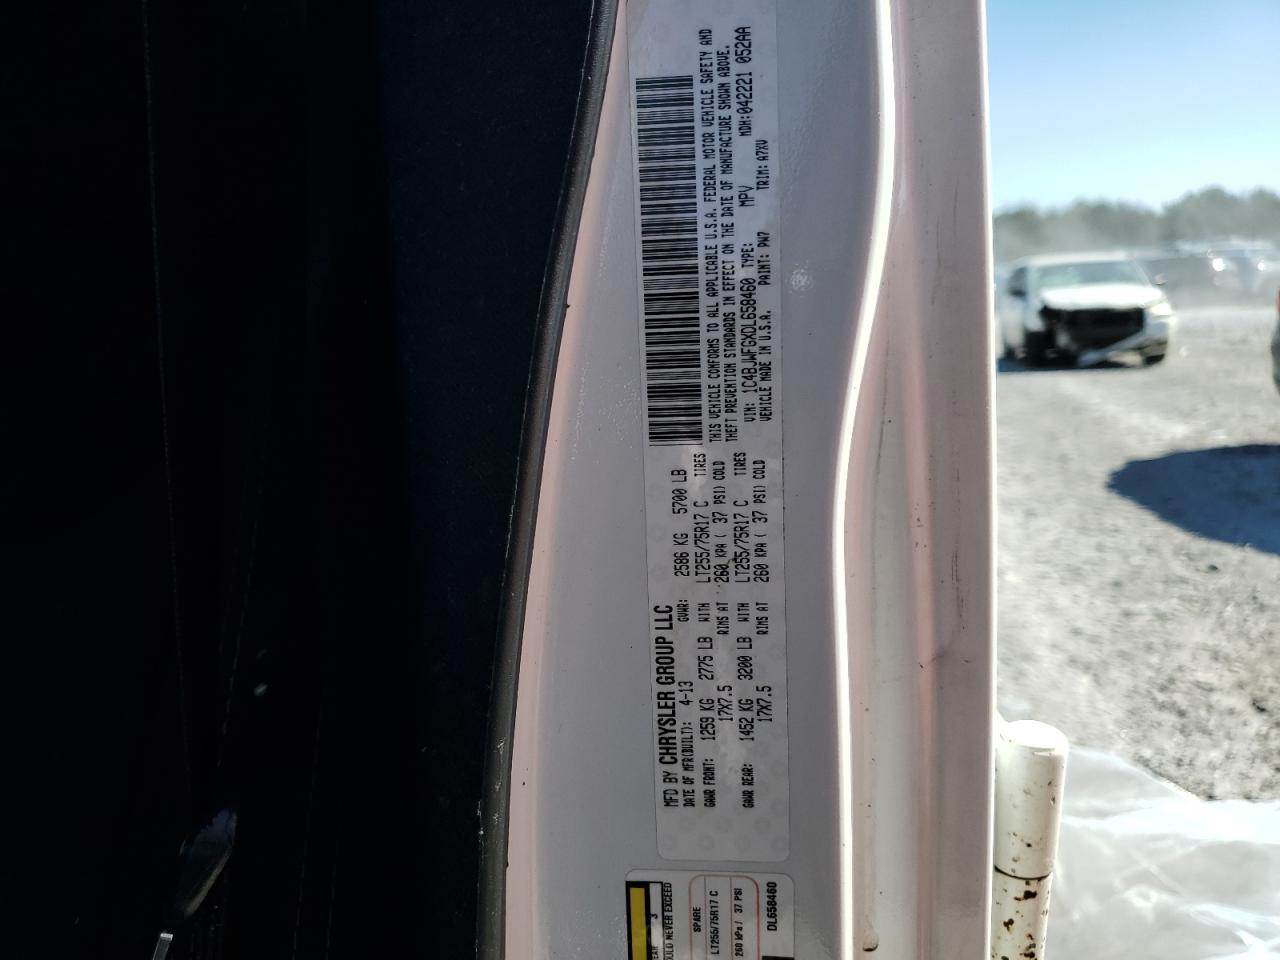 MFD BY CHRYSLER GROUP LLC
DATE OF MFR(BUILT): 4-13 GVWR: 2586 KG 5700 LB
GAWR FRONT: 1259 KG 2775 LB WITH LT255/75R17 C TIRES
17X7.5 RIMS AT 260 KPA ( 37 PSI) COLD
GAWR REAR: 1452 KG 3200 LB WITH LT255/75R17 C TIRES
17X7.5 RIMS AT 260 KPA ( 37 PSI) COLD
THIS VEHICLE CONFORMS TO ALL APPLICABLE U.S.A. FEDERAL MOTOR VEHICLE SAFETY AND
THEFT PREVENTION STANDARDS IN EFFECT ON THE DATE OF MANUFACTURE SHOWN ABOVE.
VIN: 1C4BJWFGXDL658460 TYPE: MPV MDH: 042221 052AA
VEHICLE MADE IN U.S.A. PAINT: PW7 TRIM: A7XV
3
NEVER EXCEED
SPARE
LT255/75R17 C
260 kPa / 37 PSI
DL658460